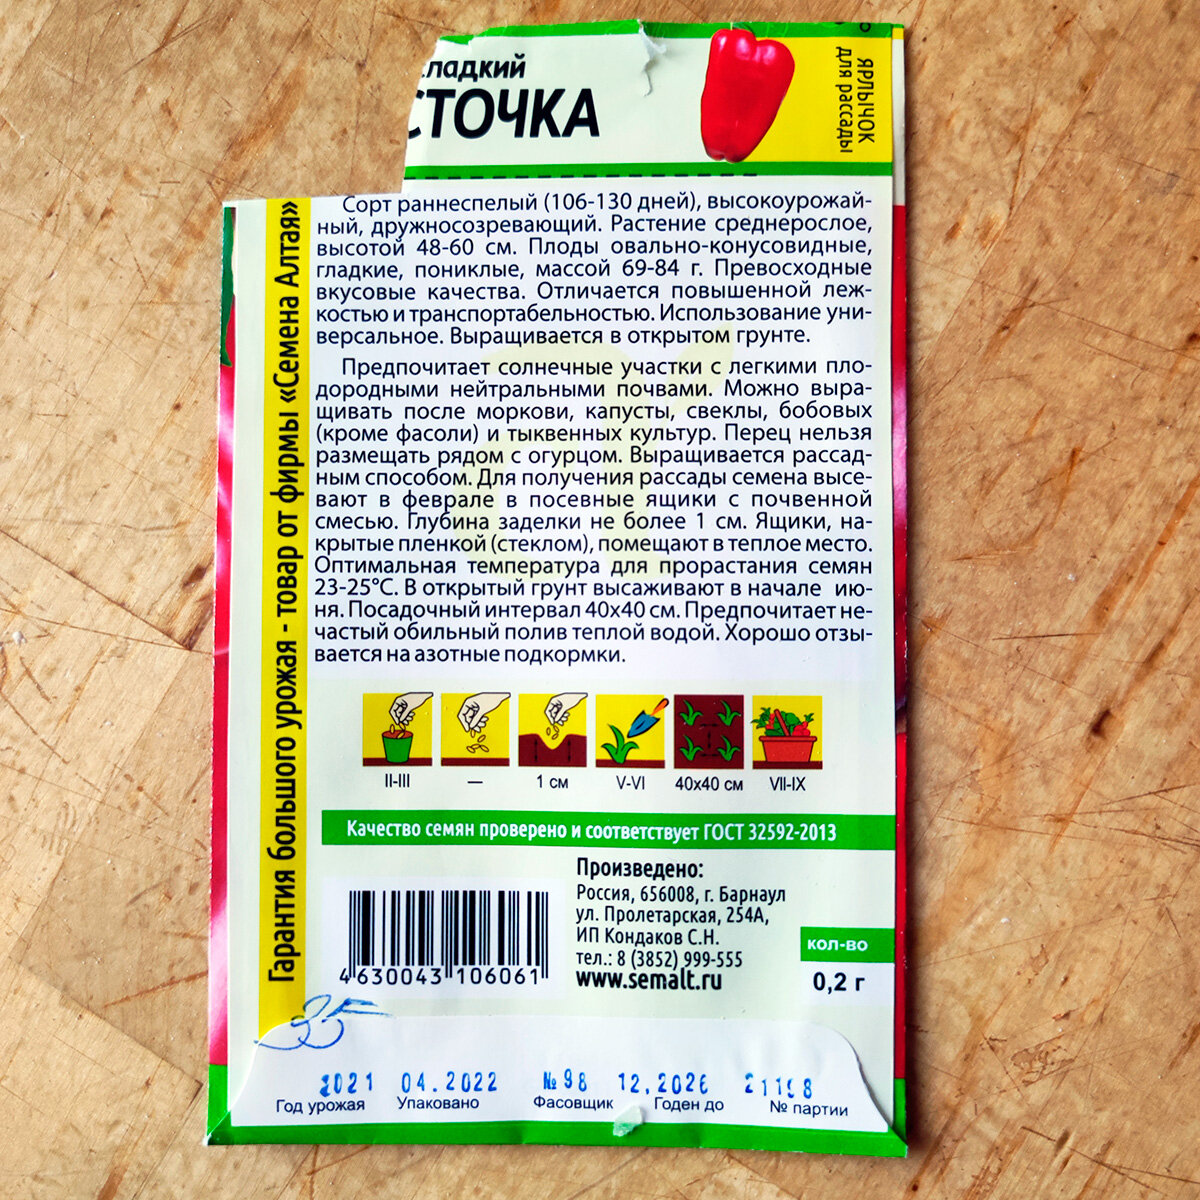 сладкий
СТОЧКА
ЯРЛЫЧОК
для рассады
Сорт раннеспелый (106-130 дней), высокоурожай-
ный, дружносозревающий. Растение среднерослое,
высотой 48-60 см. Плоды овально-конусовидные,
гладкие, пониклые, массой 69-84 г. Превосходные
вкусовые качества. Отличается повышенной леж-
костью и транспортабельностью. Использование уни-
версальное. Выращивается в открытом грунте.
Предпочитает солнечные участки с легкими пло-
дородными нейтральными почвами. Можно выра-
щивать после моркови, капусты, свеклы, бобовых
(кроме фасоли) и тыквенных культур. Перец нельзя
размещать рядом с огурцом. Выращивается рассад-
ным способом. Для получения рассады семена высе-
вают в феврале в посевные ящики с почвенной
смесью. Глубина заделки не более 1 см. Ящики, на-
крытые пленкой (стеклом), помещают в теплое место.
Оптимальная температура для прорастания семян
23-25°С. В открытый грунт высаживают в начале июн-
ня. Посадочный интервал 40х40 см. Предпочитает не-
частый обильный полив теплой водой. Хорошо отзы-
вается на азотные подкормки.
Гарантия большого урожая - товар от фирмы «Семена Алтая»
II-III — 1 см V-VI 40х40 см VII-IX
Качество семян проверено и соответствует ГОСТ 32592-2013
Произведено:
Россия, 656008, г. Барнаул
ул. Пролетарская, 254А,
ИП Кондаков С.Н.
тел.: 8 (3852) 999-555
www.semalt.ru
кол-во
0,2 г
4 630043 106061
35
2021 04.2022 №98 12.2026 21198
Год урожая Упаковано Фасовщик Годен до № партии